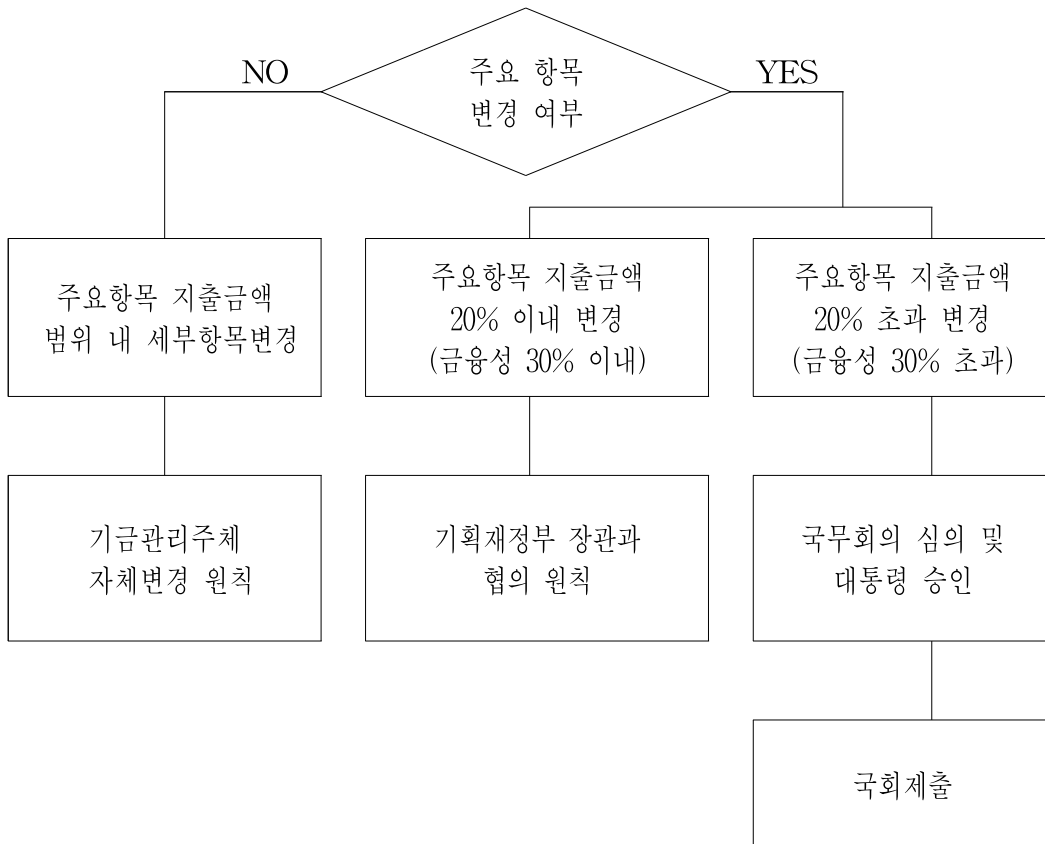 주요 항목
변경 여부
NO
YES
주요항목 지출금액
범위 내 세부항목변경
주요항목 지출금액
20% 이내 변경
(금융성 30% 이내)
주요항목 지출금액
20% 초과 변경
(금융성 30% 초과)
기금관리주체
자체변경 원칙
기획재정부 장관과
협의 원칙
국무회의 심의 및
대통령 승인
국회제출